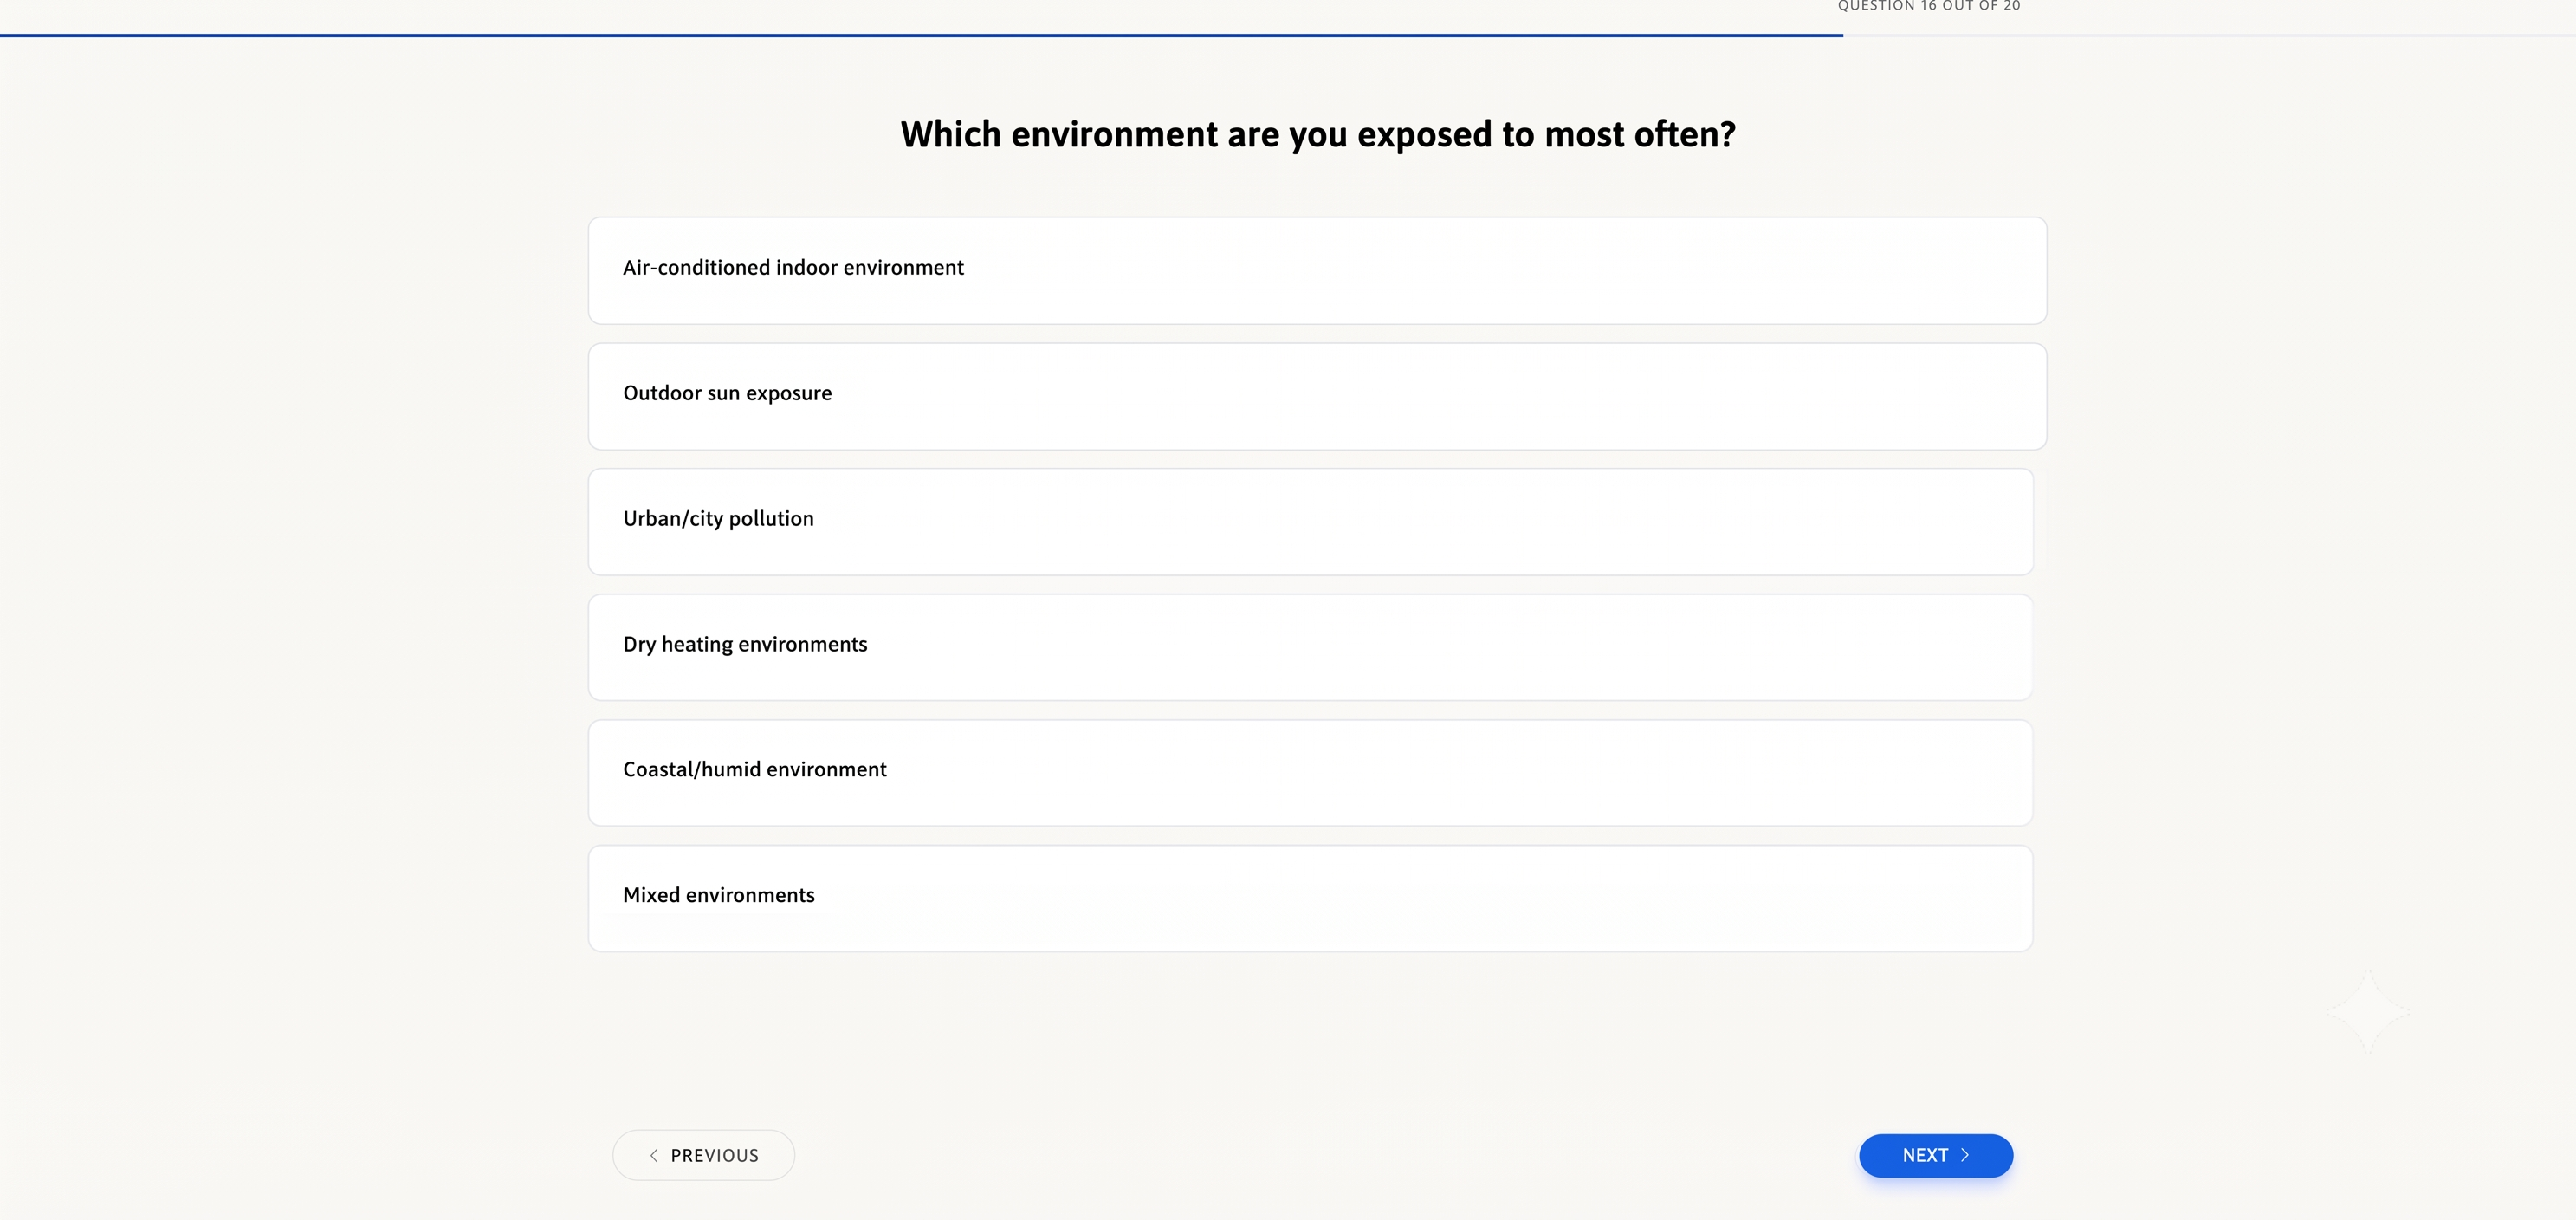 QUESTION 16 OUT OF 20
Which environment are you exposed to most often?
Air-conditioned indoor environment
Outdoor sun exposure
Urban/city pollution
Dry heating environments
Coastal/humid environment
Mixed environments
PREVIOUS
NEXT